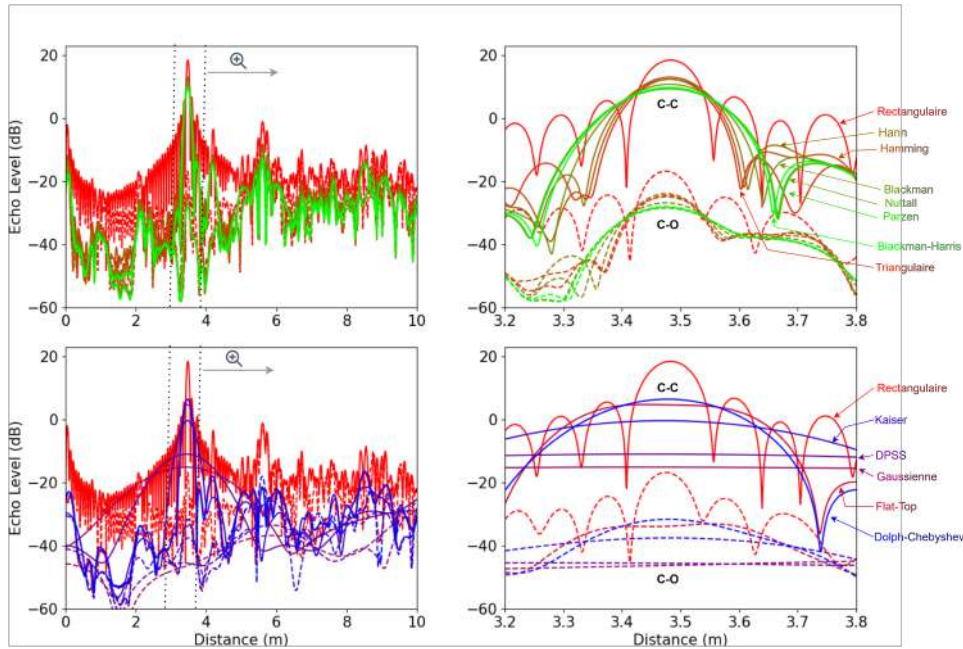 20
0
−20
−40
−60
Echo Level (dB)
0 2 4 6 8 10
20
0
−20
−40
−60
C-C
C-O
3.2 3.3 3.4 3.5 3.6 3.7 3.8
Rectangulaire
Hann
Hamming
Blackman
Nuttall
Parzen
Blackman-Harris
Triangulaire
20
0
−20
−40
−60
Echo Level (dB)
0 2 4 6 8 10
Distance (m)
20
0
−20
−40
−60
C-C
C-O
3.2 3.3 3.4 3.5 3.6 3.7 3.8
Distance (m)
Rectangulaire
Kaiser
DPSS
Gaussienne
Flat-Top
Dolph-Chebyshev